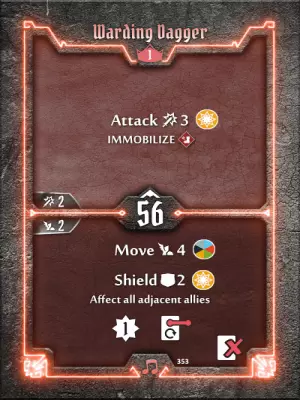 Warding Dagger
1
Attack 3
IMMOBILIZE
2
56
2
Move 4
Shield 2
Affect all adjacent allies
1
353